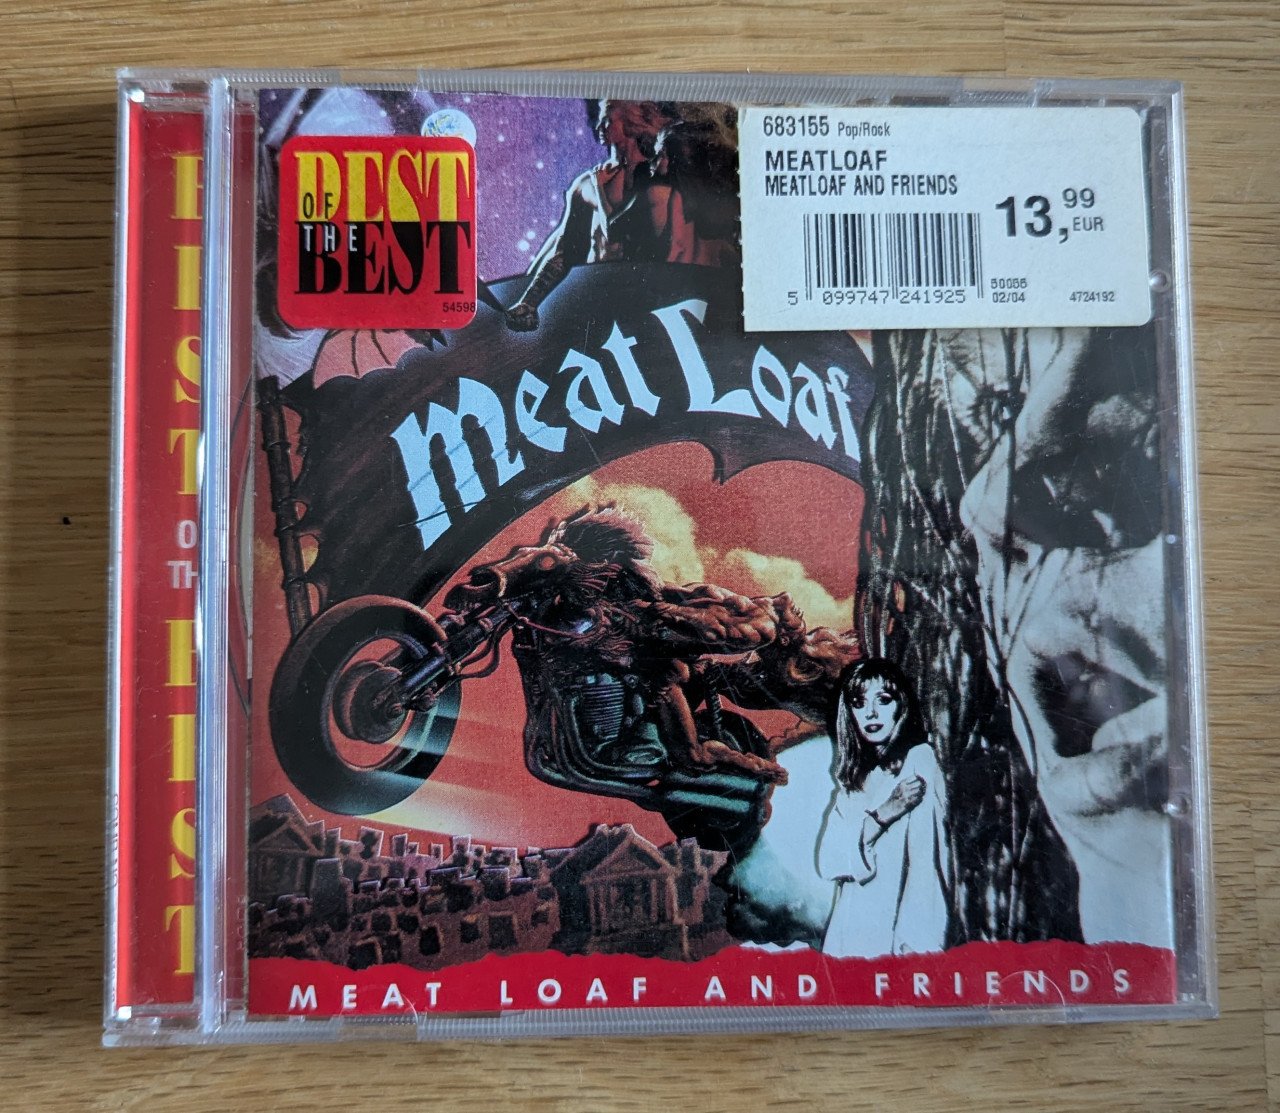 BEST
OF
THE
BEST
54598
683155 Pop/Rock
MEATLOAF
MEATLOAF AND FRIENDS
13,99 EUR
5 099747 241925
50056
02/04 4724192
Meat Loaf
BEST
OF
THE
BEST
MEAT LOAF AND FRIENDS